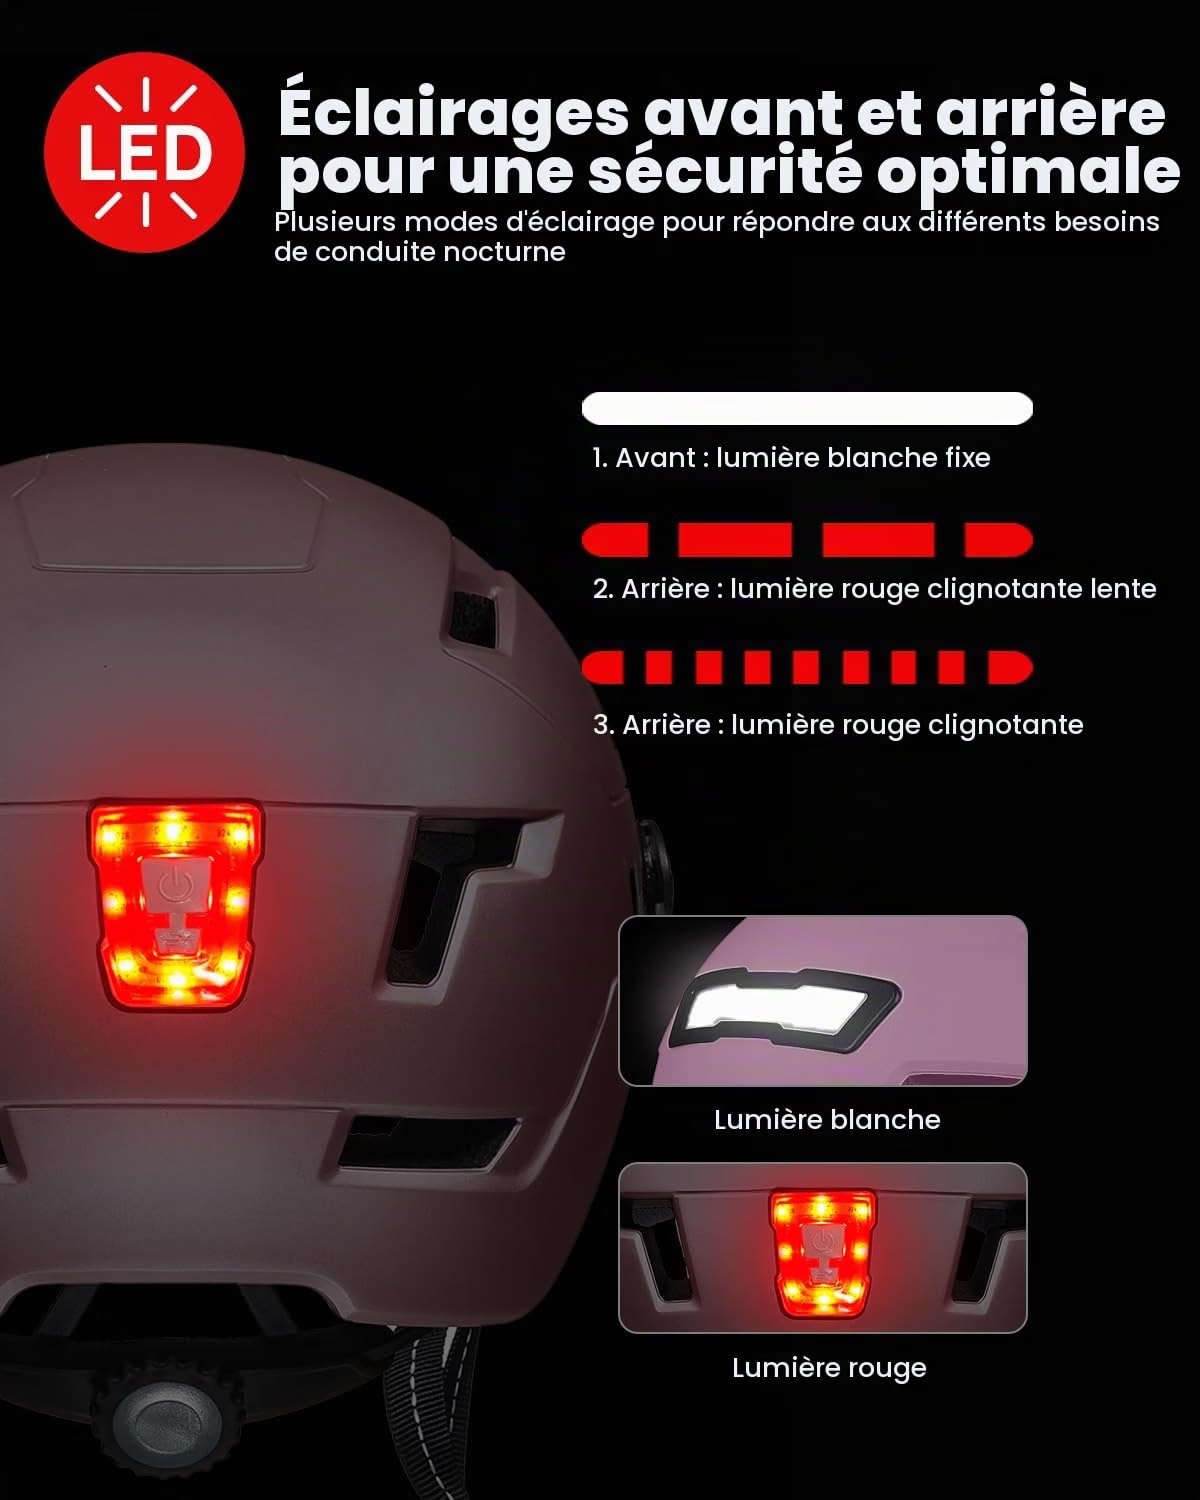 LED
Éclairages avant et arrière
pour une sécurité optimale
Plusieurs modes d'éclairage pour répondre aux différents besoins
de conduite nocturne
1. Avant : lumière blanche fixe
2. Arrière : lumière rouge clignotante lente
3. Arrière : lumière rouge clignotante
Lumière blanche
Lumière rouge